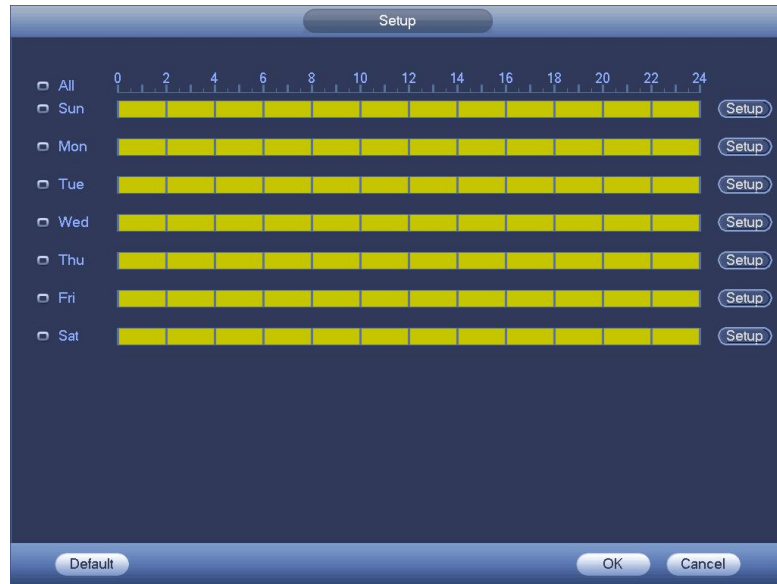 Setup
All 0 2 4 6 8 10 12 14 16 18 20 22 24
Sun Setup
Mon Setup
Tue Setup
Wed Setup
Thu Setup
Fri Setup
Sat Setup
Default OK Cancel